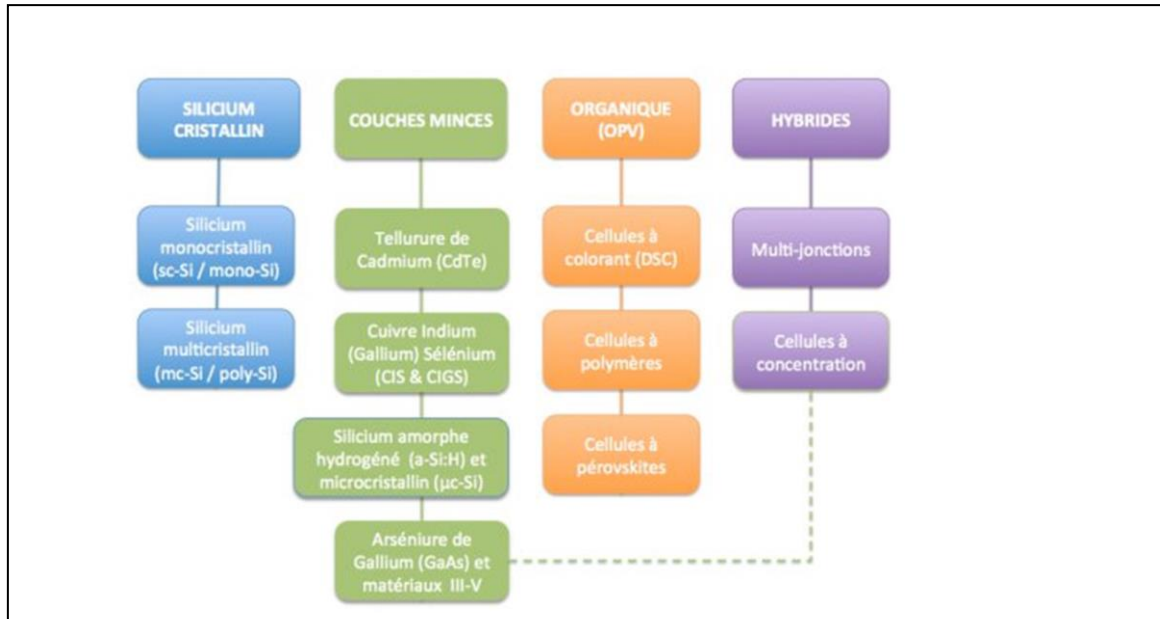 SILICIUM
CRISTALLIN
COUCHES MINCES
ORGANIQUE
(OPV)
HYBRIDES
Silicium
monocristallin
(sc-Si / mono-Si)
Tellurure de
Cadmium (CdTe)
Cellules à
colorant (DSC)
Multi-jonctions
Silicium
multicristallin
(mc-Si / poly-Si)
Cuivre Indium
(Gallium) Sélénium
(CIS & CIGS)
Cellules à
polymères
Cellules à
concentration
Silicium amorphe
hydrogéné (a-Si:H) et
microcristallin (µc-Si)
Cellules à
pérovskites
Arséniure de
Gallium (GaAs) et
matériaux III-V